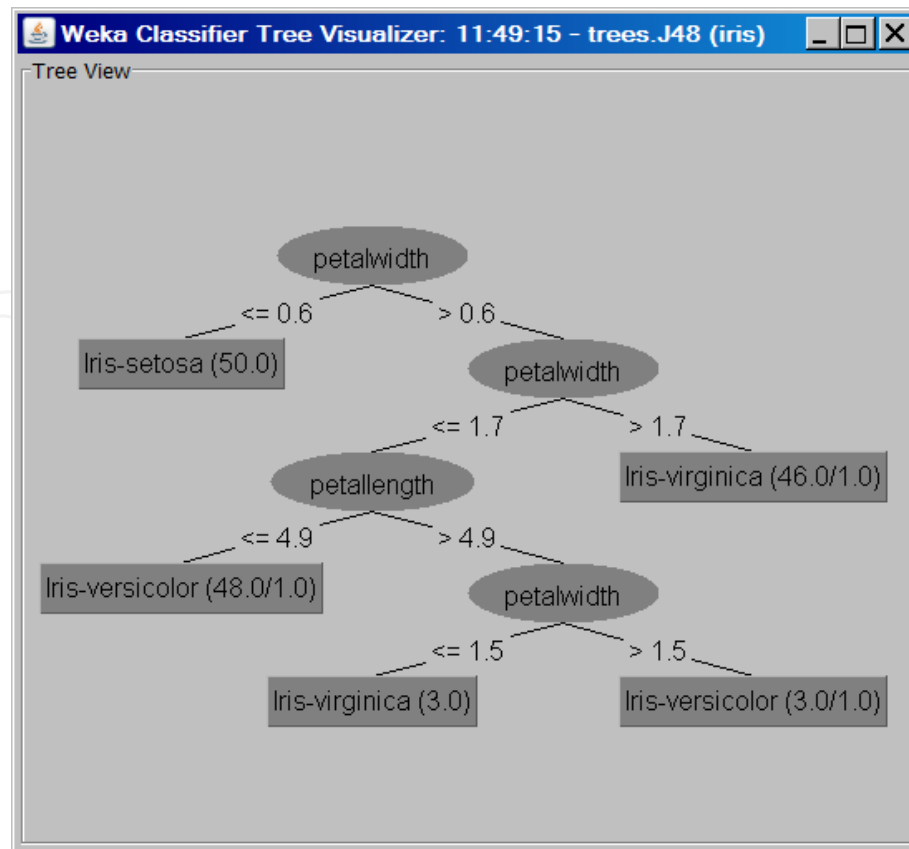 Weka Classifier Tree Visualizer: 11:49:15 - trees.J48 (iris)
Tree View
petalwidth
<= 0.6
> 0.6
Iris-setosa (50.0)
petalwidth
<= 1.7
> 1.7
petallength
Iris-virginica (46.0/1.0)
<= 4.9
> 4.9
Iris-versicolor (48.0/1.0)
petalwidth
<= 1.5
> 1.5
Iris-virginica (3.0)
Iris-versicolor (3.0/1.0)